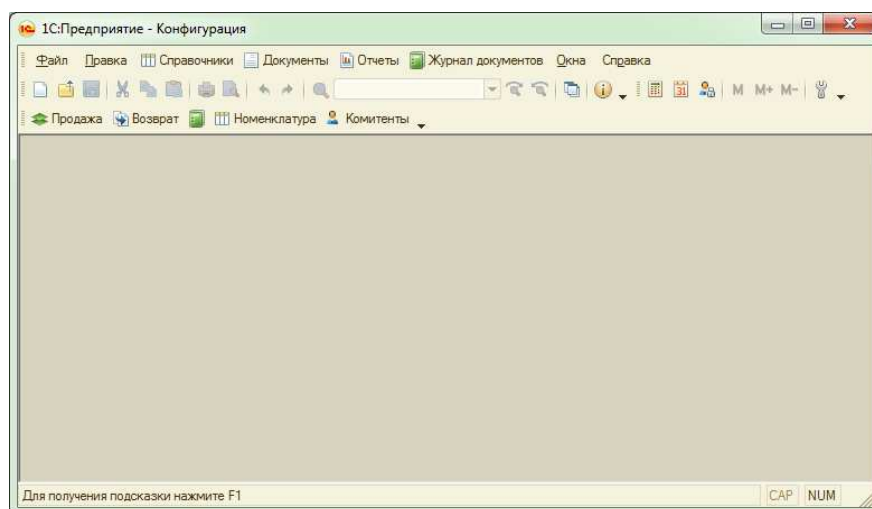 1С:Предприятие - Конфигурация
Файл Правка Справочники Документы Отчеты Журнал документов Окна Справка
31 M M+ M-
Продажа Возврат Номенклатура Комитенты
Для получения подсказки нажмите F1 CAP NUM